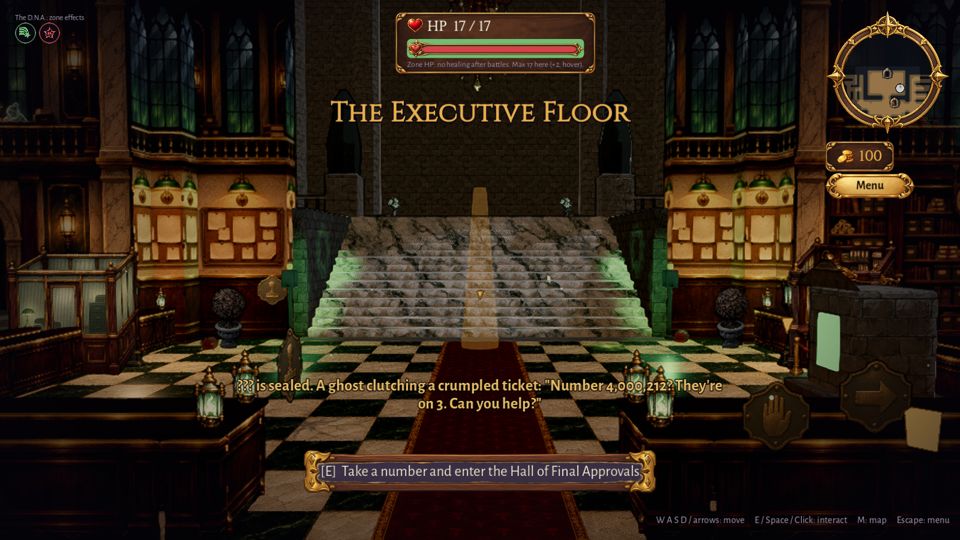 The D.N.A.: zone effects
HP 17 / 17
Zone HP: no healing after battles. Max 17 here (+2, hover).
THE EXECUTIVE FLOOR
100
Menu
??? is sealed. A ghost clutching a crumpled ticket: "Number 4,000,212? They're
on 3. Can you help?"
[E] Take a number and enter the Hall of Final Approvals
W A S D / arrows: move E / Space / Click: interact M: map Escape: menu